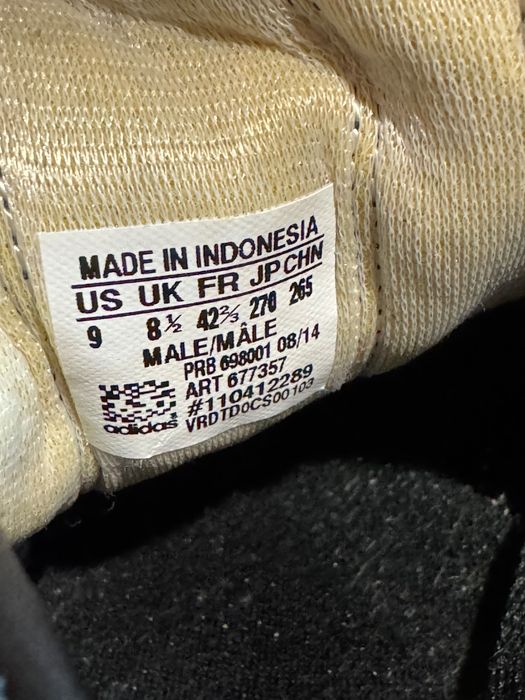 MADE IN INDONESIA
US UK FR JP CHN
9 8½ 42⅔ 270 265
MALE/MÂLE
PRB 698001 08/14
ART 677357
#110412289
VRDTD0CS00103
adidas